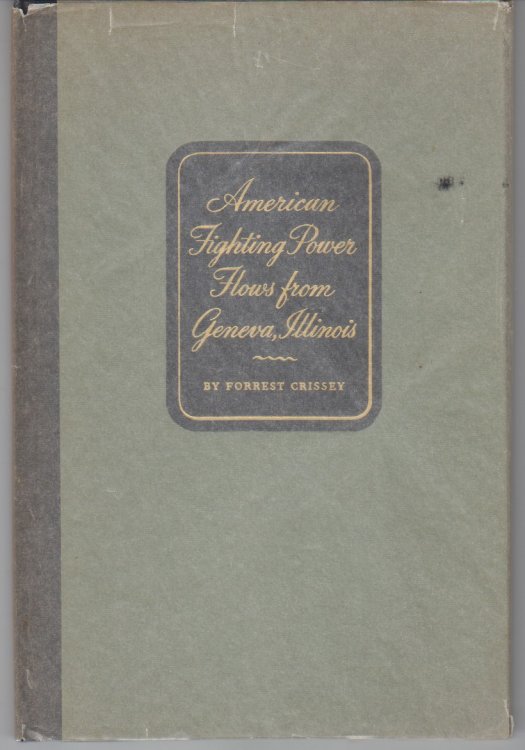 American
Fighting Power
Flows from
Geneva, Illinois
BY FORREST CRISSEY